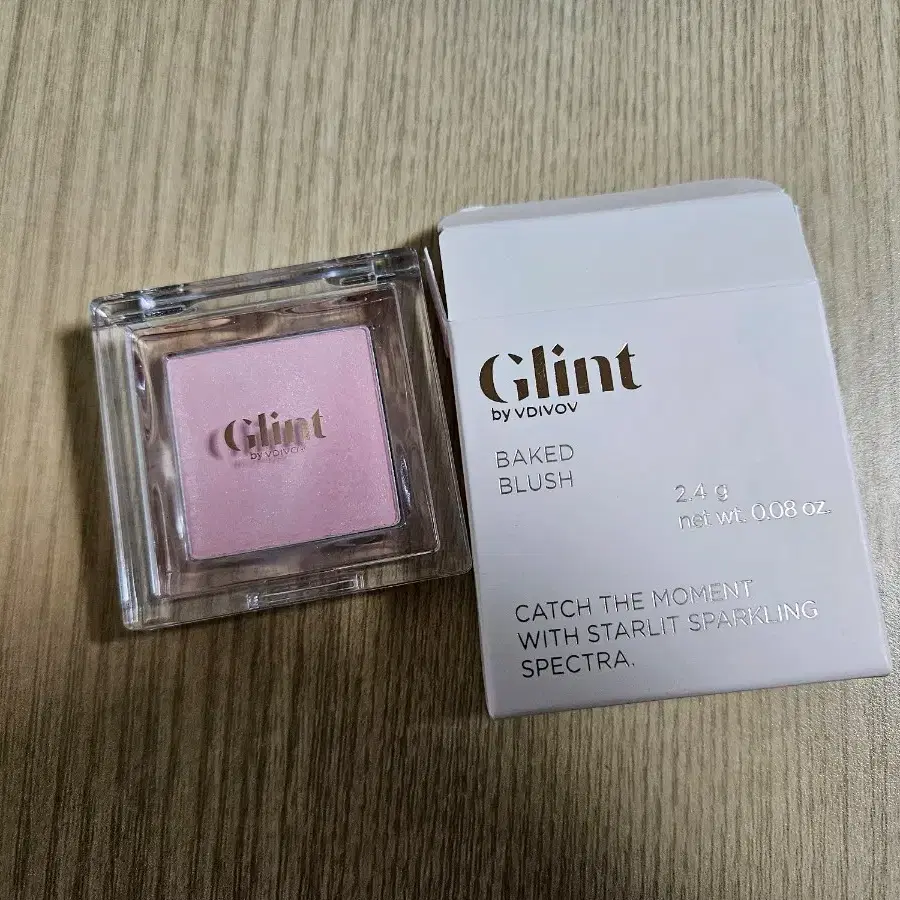 Glint
by VDIVOV
Glint
by VDIVOV
BAKED
BLUSH
2.4 g
net wt. 0.08 oz.
CATCH THE MOMENT
WITH STARLIT SPARKLING
SPECTRA.